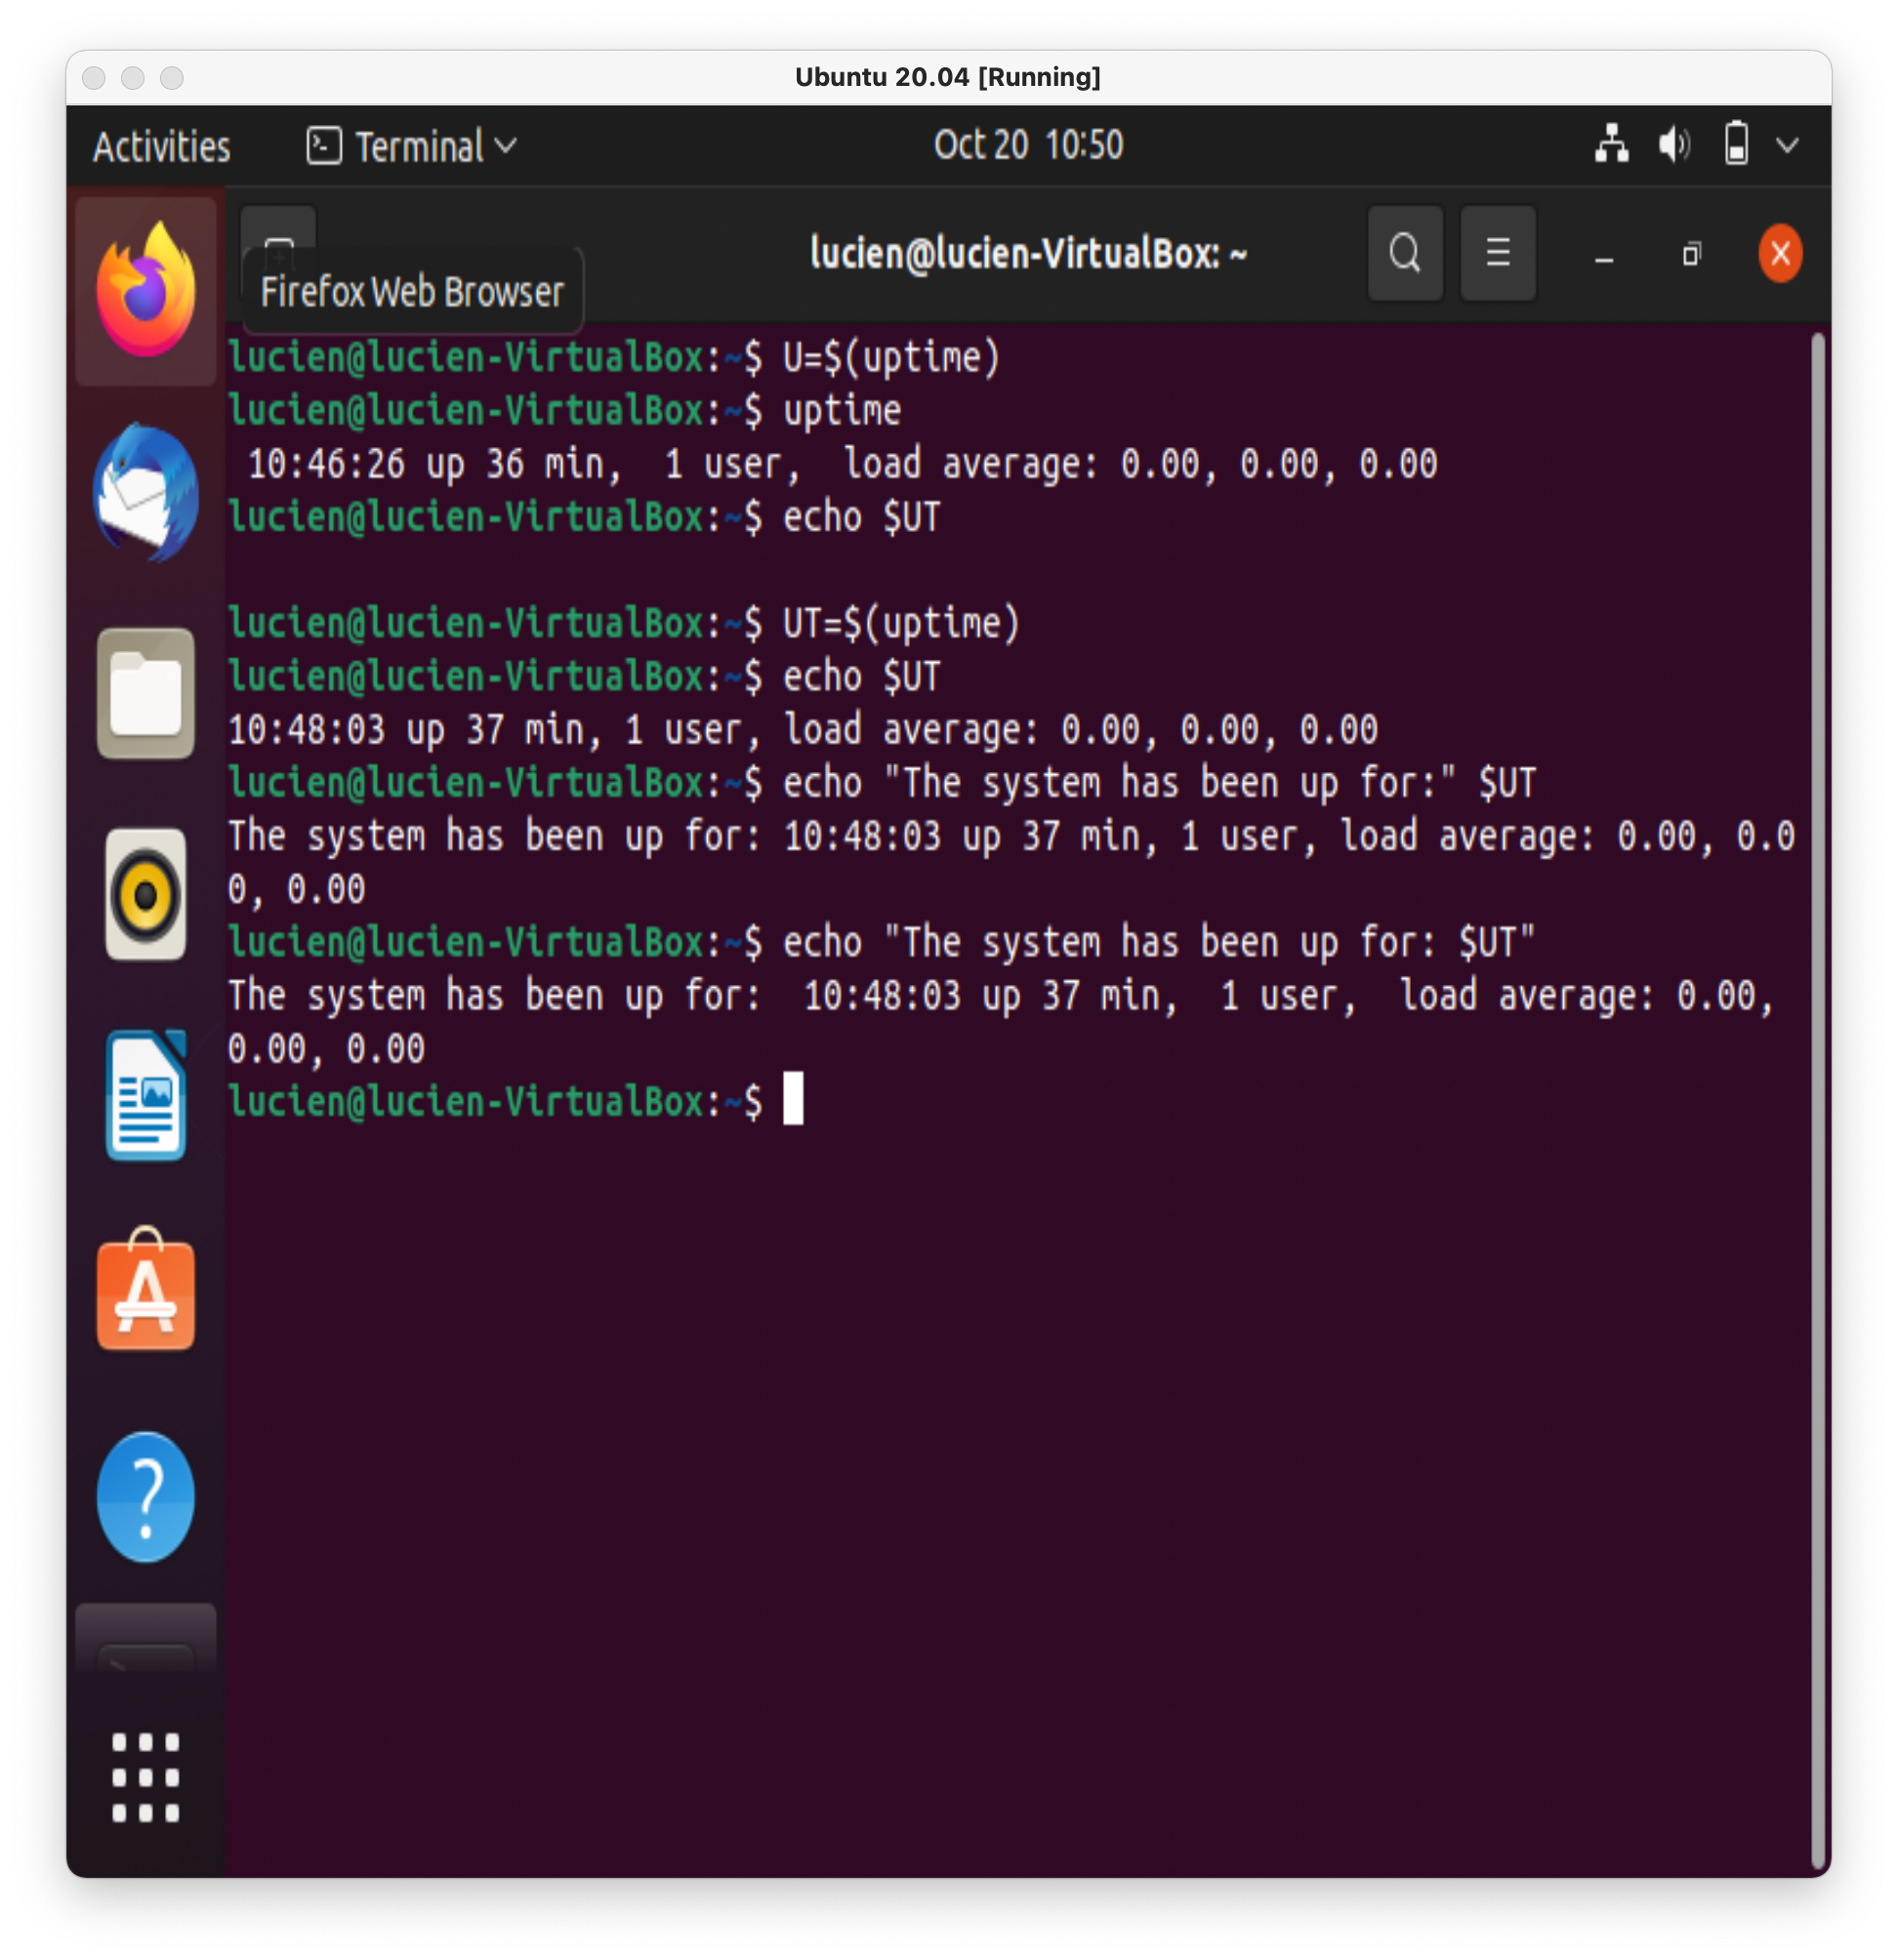 Ubuntu 20.04 [Running]
Activities
Terminal
Oct 20 10:50
lucien@lucien-VirtualBox: ~
Firefox Web Browser
lucien@lucien-VirtualBox:~$ U=$(uptime)
lucien@lucien-VirtualBox:~$ uptime
 10:46:26 up 36 min,  1 user,  load average: 0.00, 0.00, 0.00
lucien@lucien-VirtualBox:~$ echo $UT
lucien@lucien-VirtualBox:~$ UT=$(uptime)
lucien@lucien-VirtualBox:~$ echo $UT
10:48:03 up 37 min, 1 user, load average: 0.00, 0.00, 0.00
lucien@lucien-VirtualBox:~$ echo "The system has been up for:" $UT
The system has been up for: 10:48:03 up 37 min, 1 user, load average: 0.00, 0.0
0, 0.00
lucien@lucien-VirtualBox:~$ echo "The system has been up for: $UT"
The system has been up for:  10:48:03 up 37 min,  1 user,  load average: 0.00,
0.00, 0.00
lucien@lucien-VirtualBox:~$